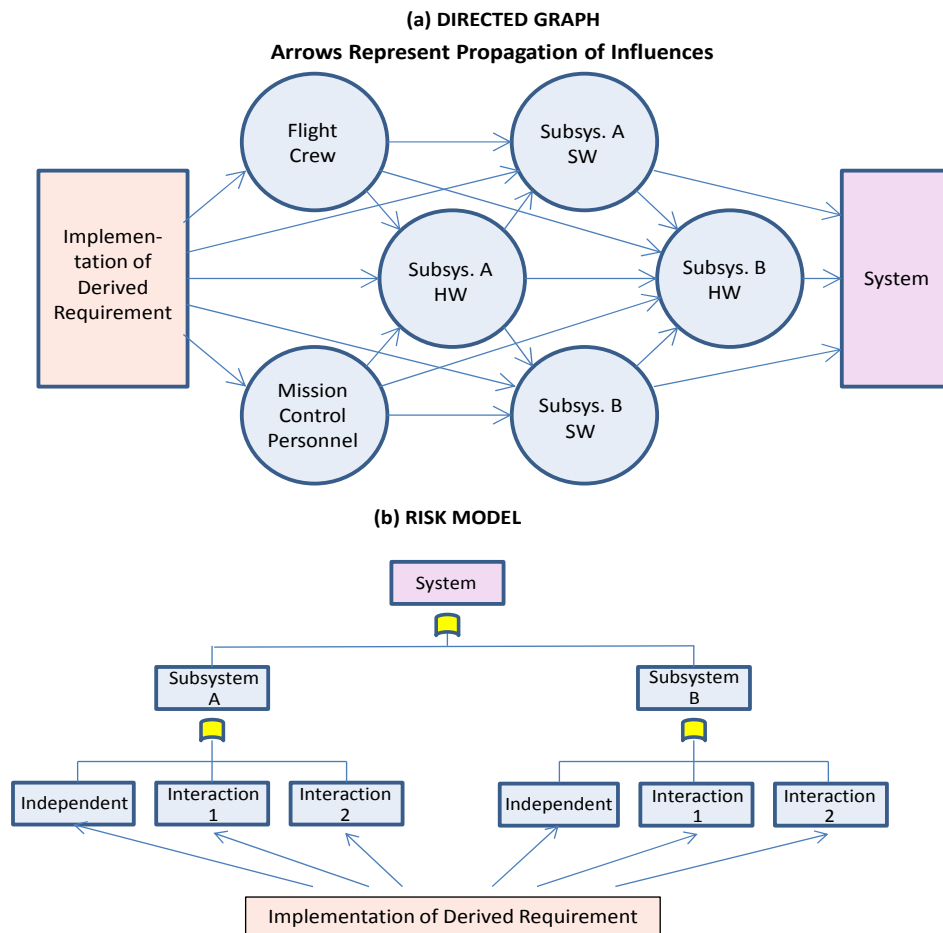 (a) DIRECTED GRAPH
Arrows Represent Propagation of Influences
Flight
Crew
Subsys. A
SW
Implemen-
tation of
Derived
Requirement
Subsys. A
HW
Subsys. B
HW
System
Mission
Control
Personnel
Subsys. B
SW
(b) RISK MODEL
System
Subsystem
A
Subsystem
B
Independent
Interaction
1
Interaction
2
Independent
Interaction
1
Interaction
2
Implementation of Derived Requirement